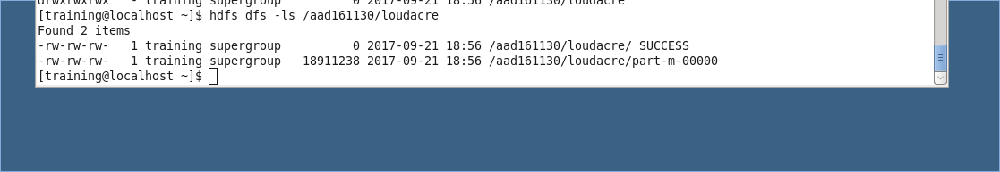 drwxrwxrwx   - training supergroup          0 2017-09-21 18:56 /aad161130/loudacre
[training@localhost ~]$ hdfs dfs -ls /aad161130/loudacre
Found 2 items
-rw-rw-rw-   1 training supergroup          0 2017-09-21 18:56 /aad161130/loudacre/_SUCCESS
-rw-rw-rw-   1 training supergroup   18911238 2017-09-21 18:56 /aad161130/loudacre/part-m-00000
[training@localhost ~]$